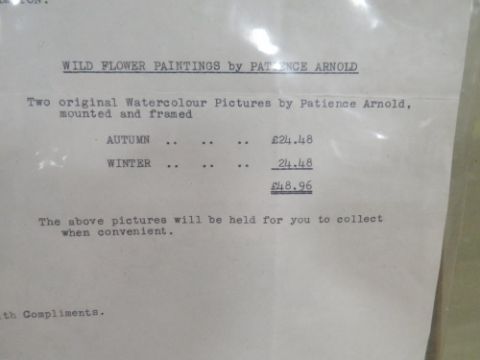 WILD FLOWER PAINTINGS by PATIENCE ARNOLD
Two original Watercolour Pictures by Patience Arnold,
mounted and framed
AUTUMN .. .. .. £24.48
WINTER .. .. .. 24.48
£48.96
The above pictures will be held for you to collect
when convenient.
Compliments.